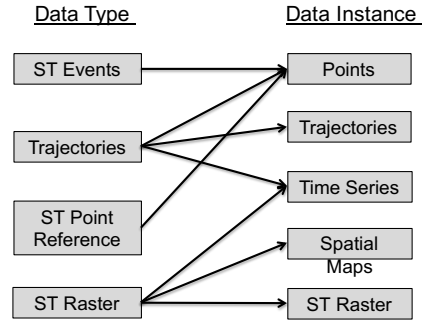 Data Type
Data Instance
ST Events
Points
Trajectories
Trajectories
Time Series
ST Point
Reference
Spatial
Maps
ST Raster
ST Raster